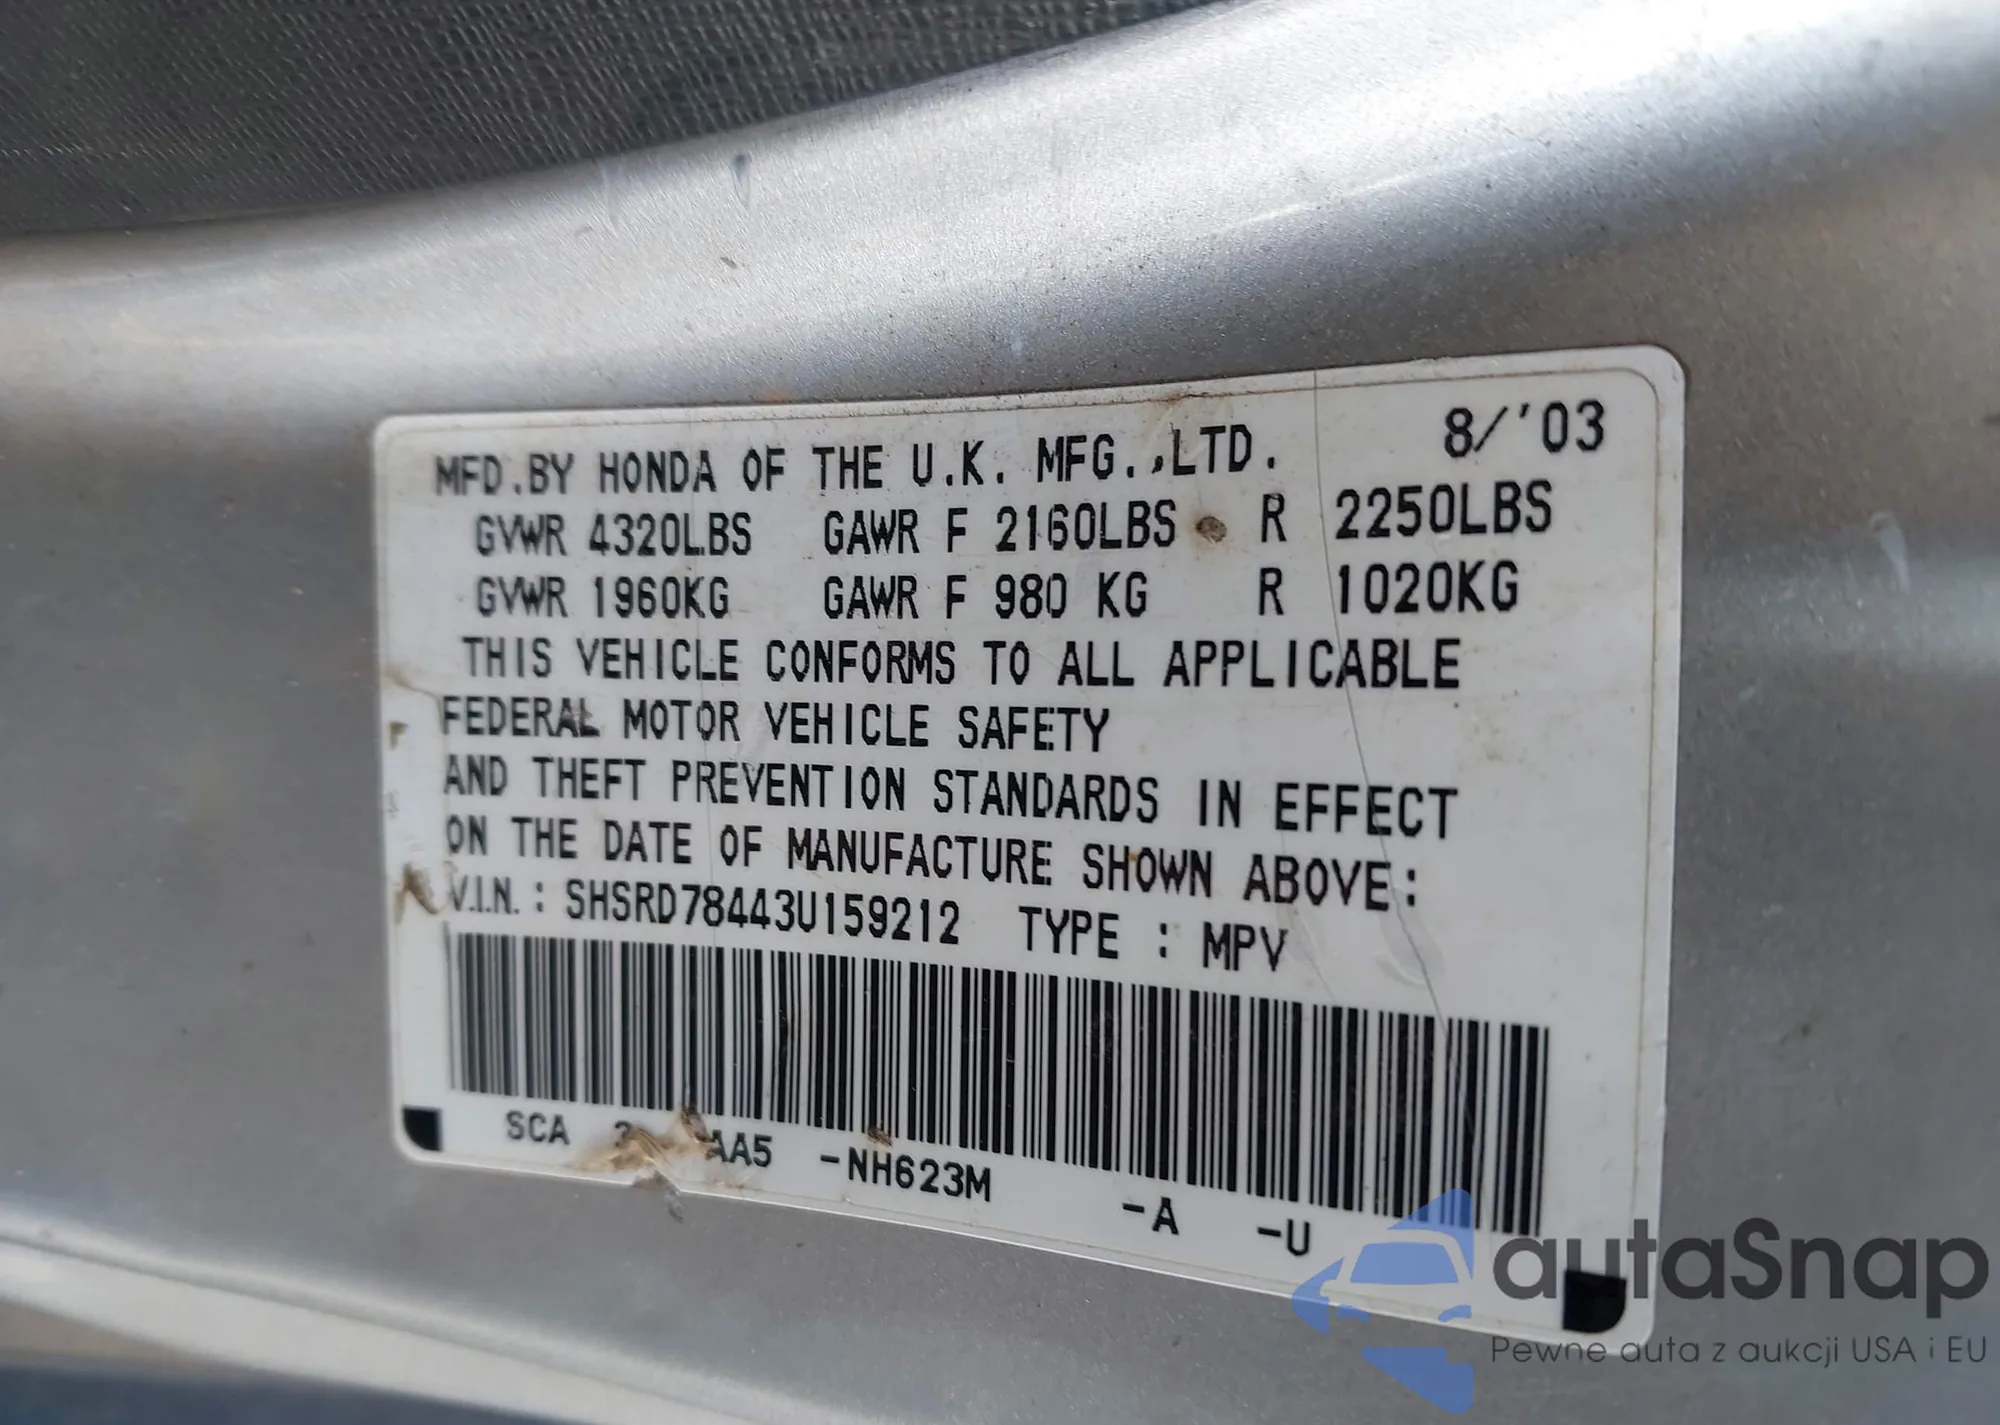 MFD.BY HONDA OF THE U.K. MFG.,LTD. 8/'03
GVWR 4320LBS GAWR F 2160LBS R 2250LBS
GVWR 1960KG GAWR F 980 KG R 1020KG
THIS VEHICLE CONFORMS TO ALL APPLICABLE
FEDERAL MOTOR VEHICLE SAFETY
AND THEFT PREVENTION STANDARDS IN EFFECT
ON THE DATE OF MANUFACTURE SHOWN ABOVE:
V.I.N.: SHSRD78443U159212 TYPE : MPV
SCA AA5 -NH623M -A -U
autaSnap
Pewne auta z aukcji USA i EU